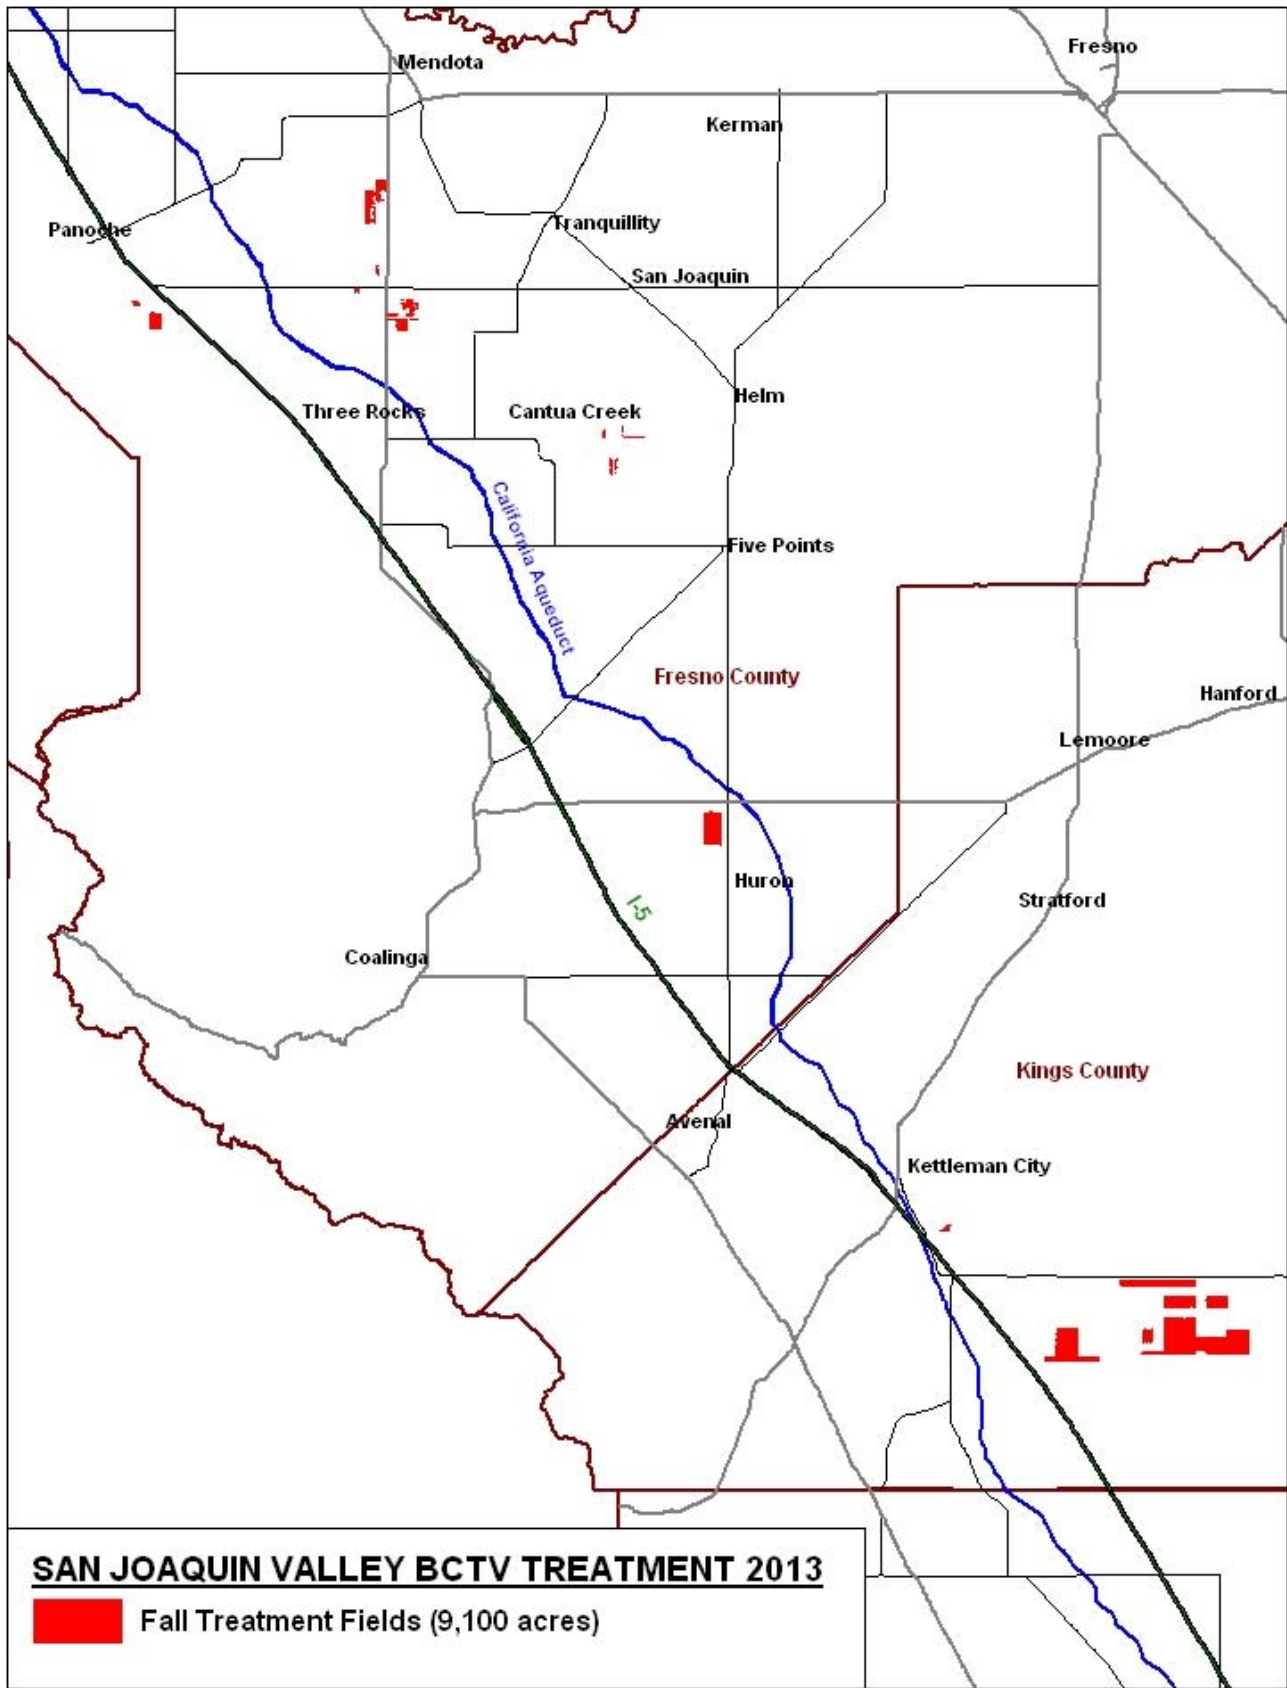 Fresno
Mendota
Kerman
Tranquillity
Panoche
San Joaquin
Helm
Three Rocks
Cantua Creek
California Aqueduct
Five Points
Fresno County
Hanford
Lemoore
Huron
Stratford
I-5
Coalinga
Kings County
Avenal
Kettleman City
SAN JOAQUIN VALLEY BCTV TREATMENT 2013
Fall Treatment Fields (9,100 acres)